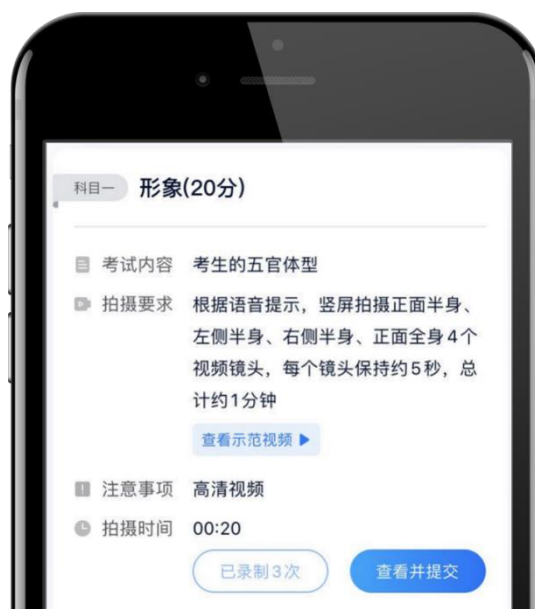 科目一 形象(20分)
考试内容 考生的五官体型
拍摄要求 根据语音提示，竖屏拍摄正面半身、
左侧半身、右侧半身、正面全身4个
视频镜头，每个镜头保持约5秒，总
计约1分钟
查看示范视频
注意事项 高清视频
拍摄时间 00:20
已录制3次 查看并提交